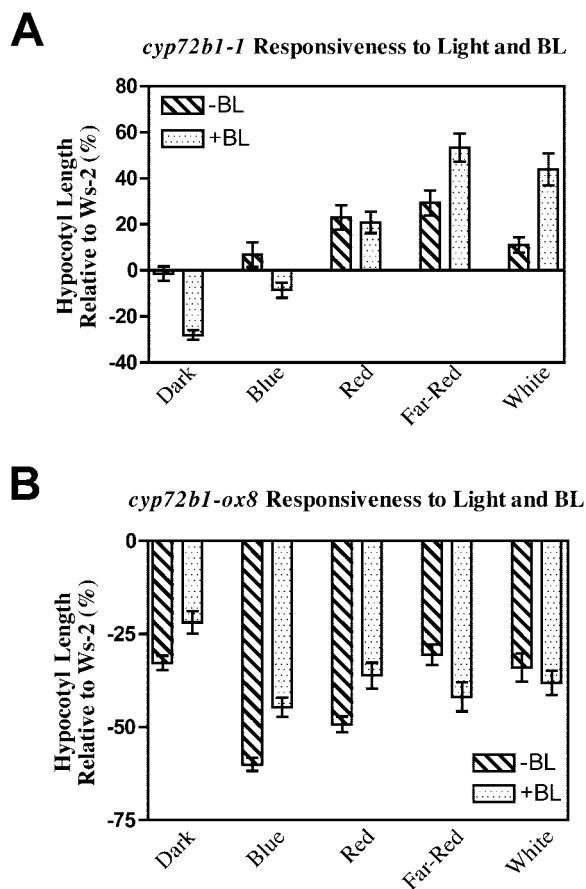 A
cyp72b1-1 Responsiveness to Light and BL
Hypocotyl Length
Relative to Ws-2 (%)
80
60
40
20
0
-20
-40
-BL
+BL
Dark
Blue
Red
Far-Red
White
B
cyp72b1-ox8 Responsiveness to Light and BL
Hypocotyl Length
Relative to Ws-2 (%)
0
-25
-50
-75
-BL
+BL
Dark
Blue
Red
Far-Red
White